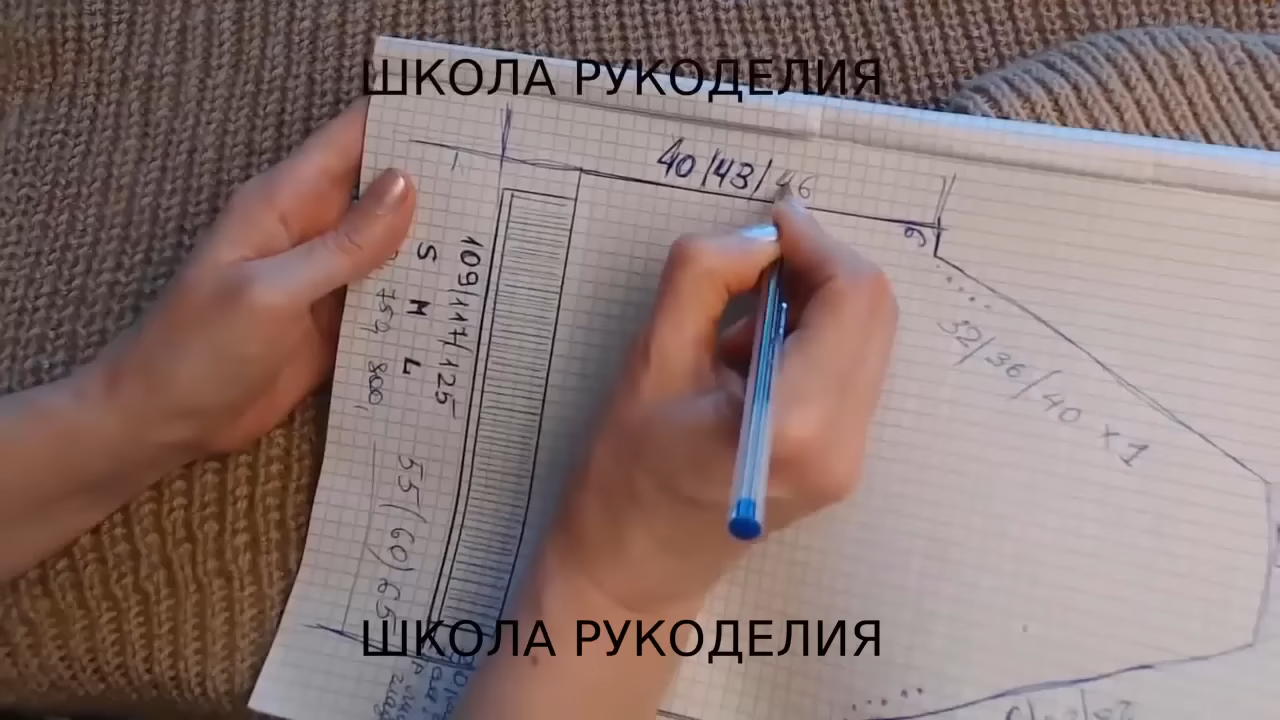 ШКОЛА РУКОДЕЛИЯ
40/43/46
9
109/117/125
S M L
750 800
32/36/40 x 1
55(60)65
ШКОЛА РУКОДЕЛИЯ